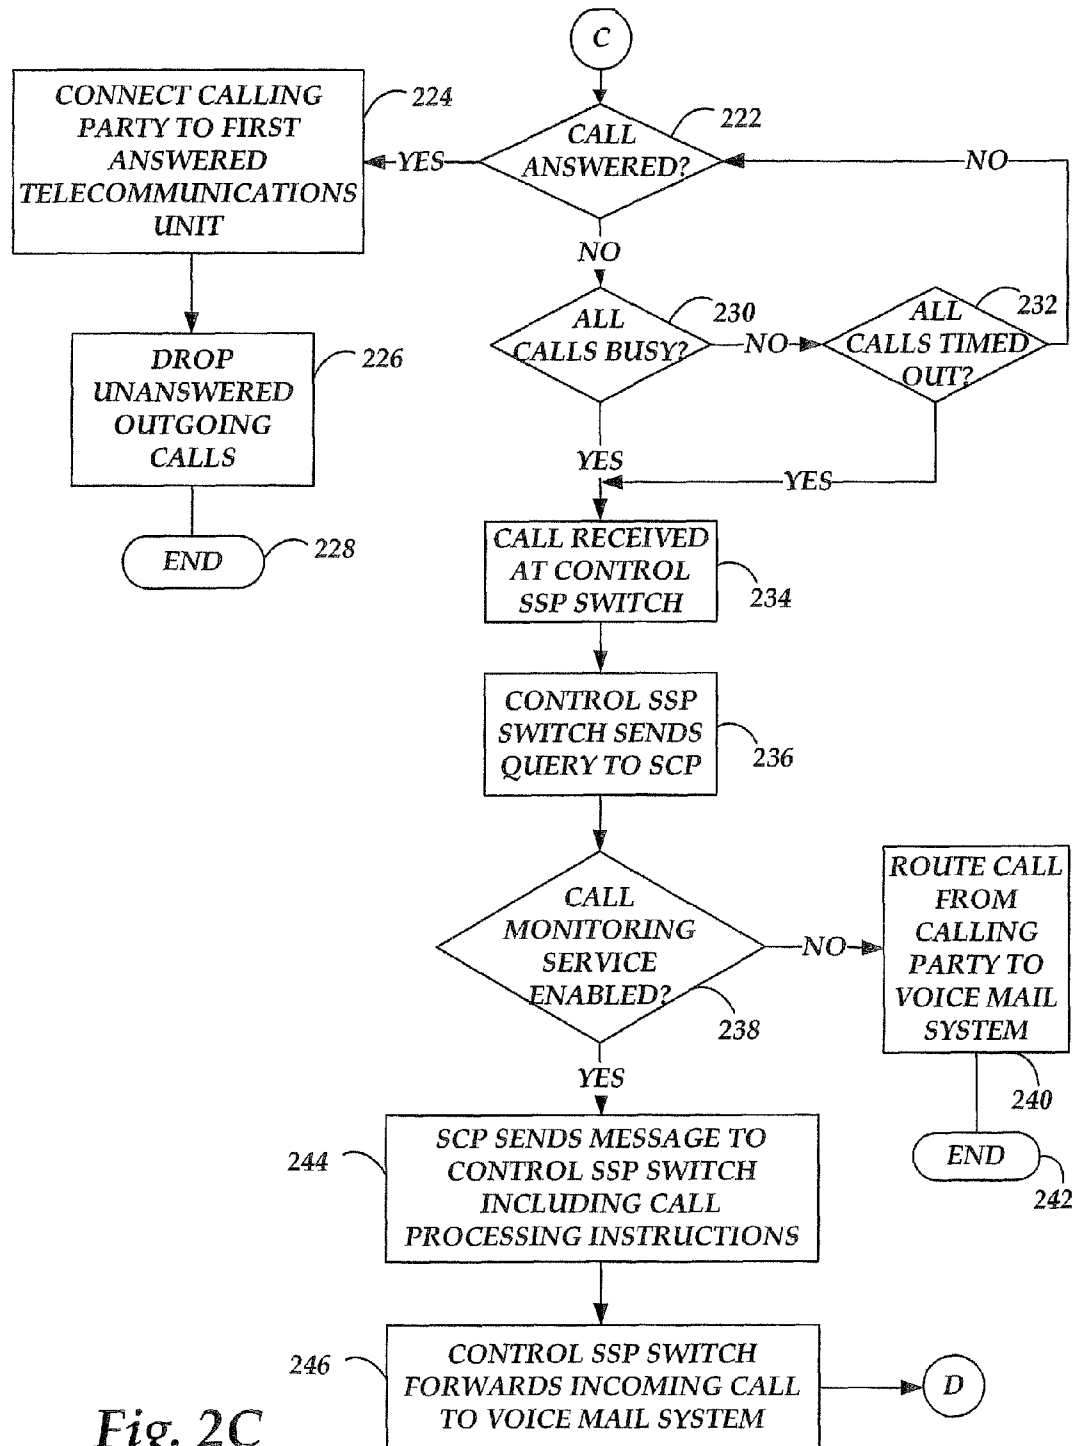 C
CONNECT CALLING
PARTY TO FIRST
ANSWERED
TELECOMMUNICATIONS
UNIT
224
CALL
ANSWERED?
222
YES
NO
NO
DROP
UNANSWERED
OUTGOING
CALLS
226
END
228
ALL
CALLS BUSY?
230
NO
ALL
CALLS TIMED
OUT?
232
YES
YES
CALL RECEIVED
AT CONTROL
SSP SWITCH
234
CONTROL SSP
SWITCH SENDS
QUERY TO SCP
236
CALL
MONITORING
SERVICE
ENABLED?
238
NO
ROUTE CALL
FROM
CALLING
PARTY TO
VOICE MAIL
SYSTEM
240
END
242
YES
244
SCP SENDS MESSAGE TO
CONTROL SSP SWITCH
INCLUDING CALL
PROCESSING INSTRUCTIONS
246
CONTROL SSP SWITCH
FORWARDS INCOMING CALL
TO VOICE MAIL SYSTEM
D
Fig. 2C